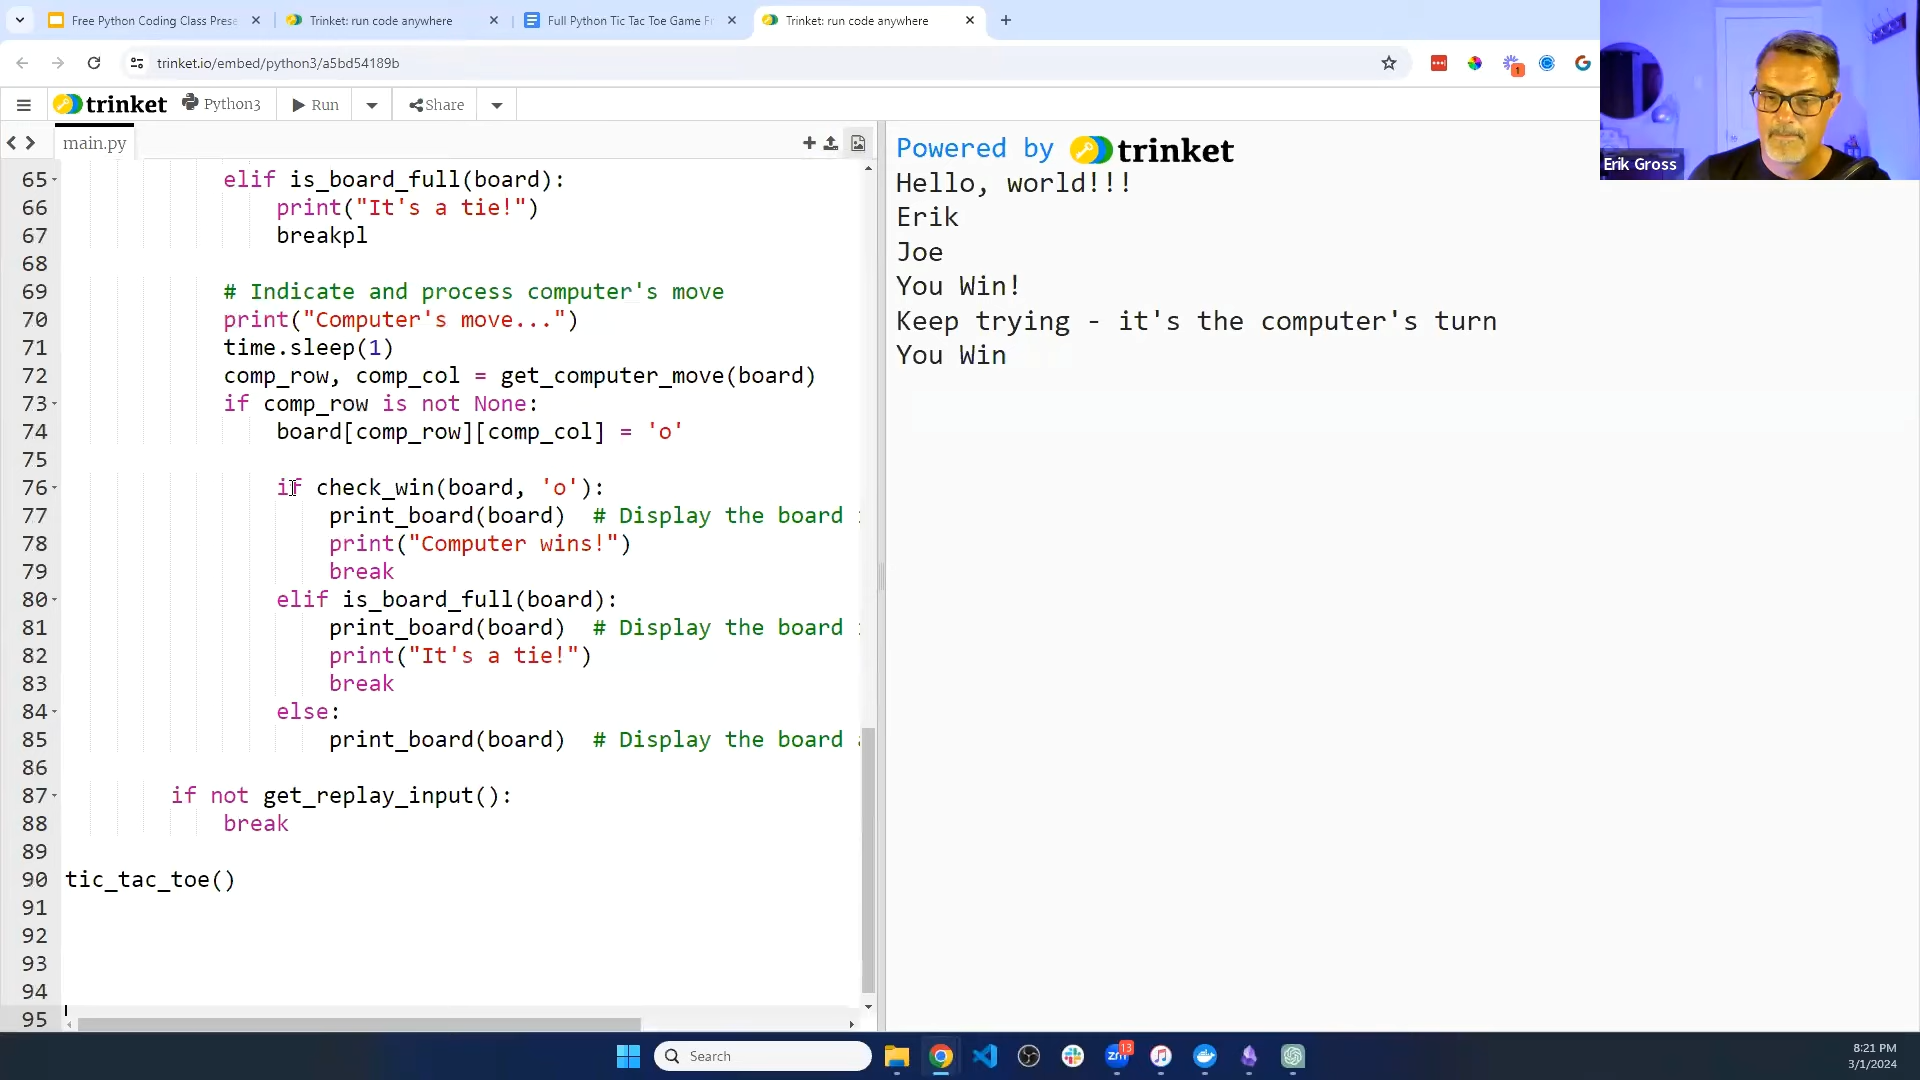 Free Python Coding Class Prese
Trinket: run code anywhere
Full Python Tic Tac Toe Game Fr
Trinket: run code anywhere
trinket.io/embed/python3/a5bd54189b
1
trinket
Python3
Run
Share
main.py
65 elif is_board_full(board):
66 print("It's a tie!")
67 breakpl
68
69 # Indicate and process computer's move
70 print("Computer's move...")
71 time.sleep(1)
72 comp_row, comp_col = get_computer_move(board)
73 if comp_row is not None:
74 board[comp_row][comp_col] = 'o'
75
76 if check_win(board, 'o'):
77 print_board(board)  # Display the board
78 print("Computer wins!")
79 break
80 elif is_board_full(board):
81 print_board(board)  # Display the board
82 print("It's a tie!")
83 break
84 else:
85 print_board(board)  # Display the board
86
87 if not get_replay_input():
88 break
89
90 tic_tac_toe()
91
92
93
94
95
Powered by trinket
Hello, world!!!
Erik
Joe
You Win!
Keep trying - it's the computer's turn
You Win
Erik Gross
Search
zm
13
8:21 PM
3/1/2024